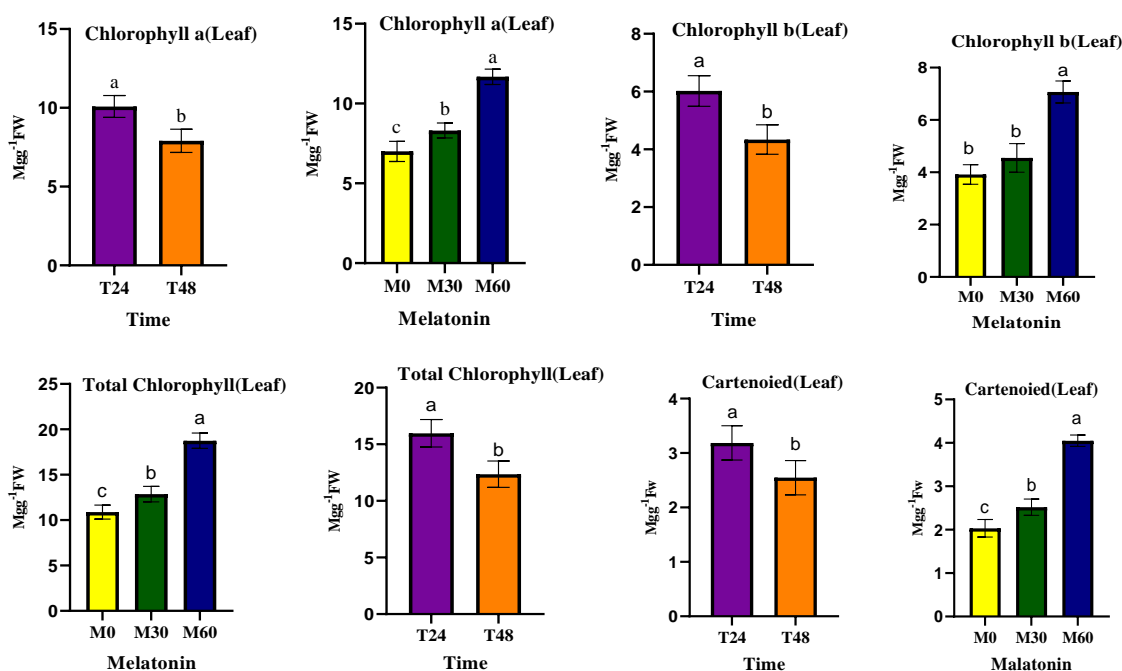 Chlorophyll a(Leaf)
15
10
5
0
Mgg-1FW
a
b
T24 T48
Time
Chlorophyll a(Leaf)
15
10
5
0
Mgg-1FW
c
b
a
M0 M30 M60
Melatonin
Chlorophyll b(Leaf)
8
6
4
2
0
Mgg-1FW
a
b
T24 T48
Time
Chlorophyll b(Leaf)
8
6
4
2
0
Mgg-1FW
b
b
a
M0 M30 M60
Melatonin
Total Chlorophyll(Leaf)
25
20
15
10
5
0
Mgg-1FW
c
b
a
M0 M30 M60
Melatonin
Total Chlorophyll(Leaf)
20
15
10
5
0
Mgg-1FW
a
b
T24 T48
Time
Cartenoied(Leaf)
4
3
2
1
0
Mgg-1Fw
a
b
T24 T48
Time
Cartenoied(Leaf)
5
4
3
2
1
0
Mgg-1Fw
c
b
a
M0 M30 M60
Malatonin